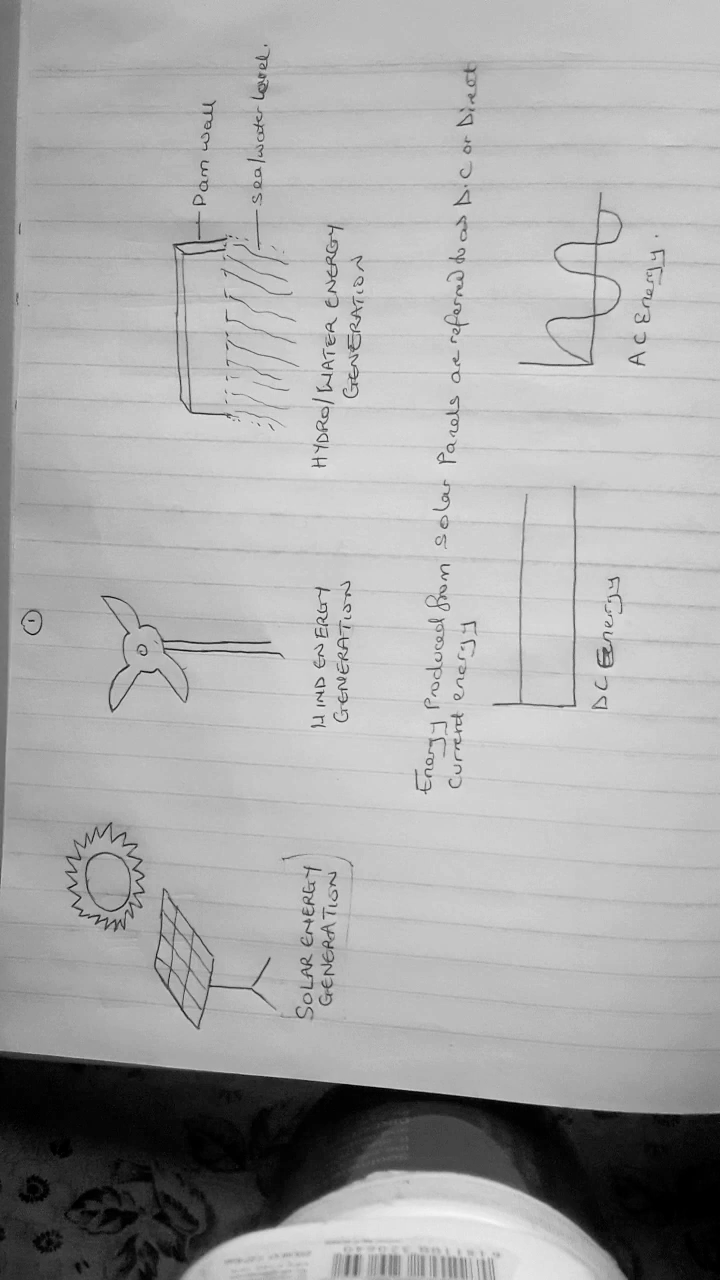 1
Dam wall
sea/water level.
SOLAR ENERGY
GENERATION
WIND ENERGY
GENERATION
HYDRO/WATER ENERGY
GENERATION
Energy Produced from Solar Panels are referred to as D.C or Direct
Current energy
DC Energy
AC Energy.